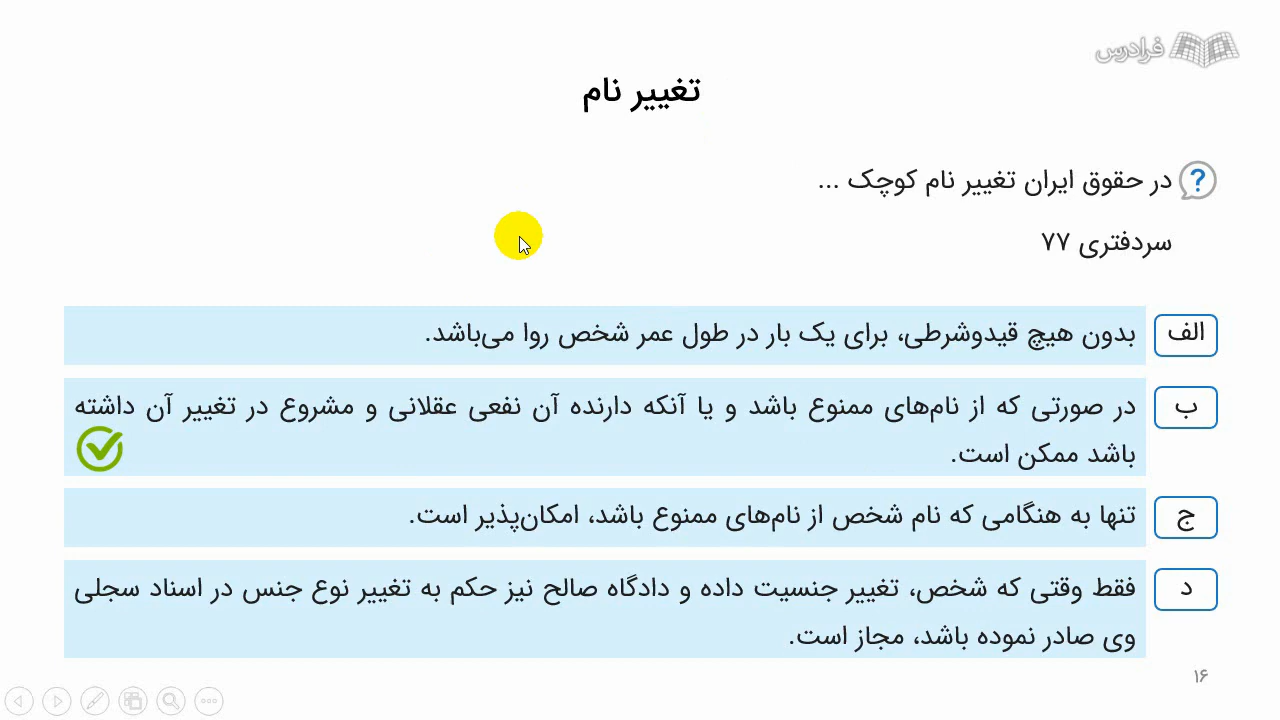 فرادرس
تغییر نام
? در حقوق ایران تغییر نام کوچک ...
سردفتری ۷۷
الف بدون هیچ قیدوشرطی، برای یک بار در طول عمر شخص روا می‌باشد.
ب در صورتی که از نام‌های ممنوع باشد و یا آنکه دارنده آن نفعی عقلانی و مشروع در تغییر آن داشته
باشد ممکن است.
ج تنها به هنگامی که نام شخص از نام‌های ممنوع باشد، امکان‌پذیر است.
د فقط وقتی که شخص، تغییر جنسیت داده و دادگاه صالح نیز حکم به تغییر نوع جنس در اسناد سجلی
وی صادر نموده باشد، مجاز است.
۱۶